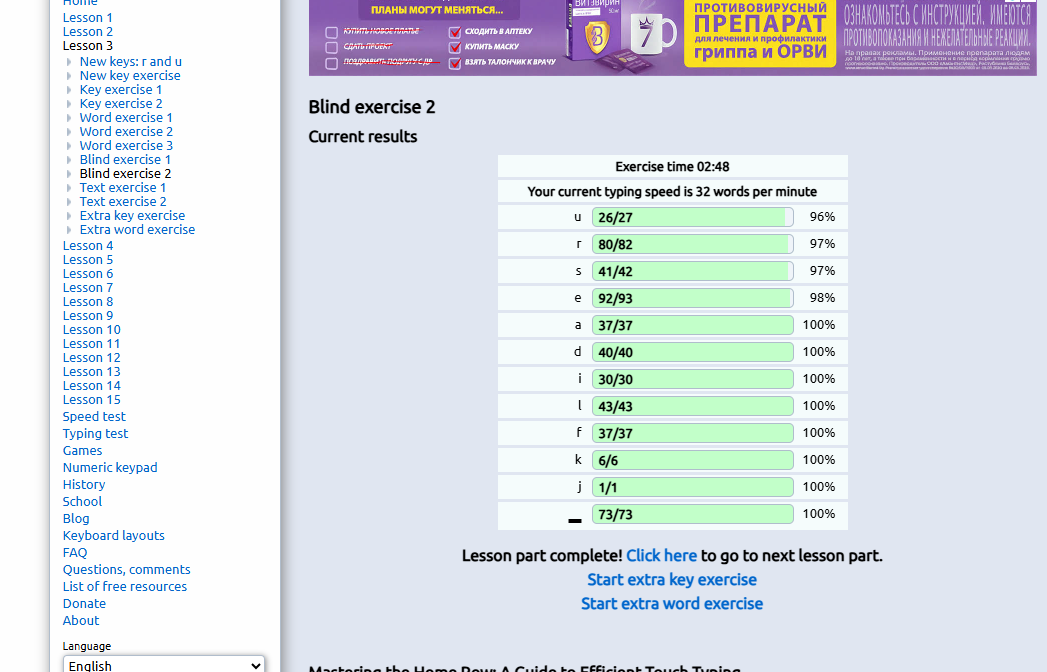 Home
Lesson 1
Lesson 2
Lesson 3
New keys: r and u
New key exercise
Key exercise 1
Key exercise 2
Word exercise 1
Word exercise 2
Word exercise 3
Blind exercise 1
Blind exercise 2
Text exercise 1
Text exercise 2
Extra key exercise
Extra word exercise
Lesson 4
Lesson 5
Lesson 6
Lesson 7
Lesson 8
Lesson 9
Lesson 10
Lesson 11
Lesson 12
Lesson 13
Lesson 14
Lesson 15
Speed test
Typing test
Games
Numeric keypad
History
School
Blog
Keyboard layouts
FAQ
Questions, comments
List of free resources
Donate
About
Language
English
ПЛАНЫ МОГУТ МЕНЯТЬСЯ...
КУПИТЬ НОВОЕ ПЛАТЬЕ
СДАТЬ ПРОЕКТ
ПОЗДРАВИТЬ ПОДРУГУ С ДР
СХОДИТЬ В АПТЕКУ
КУПИТЬ МАСКУ
ВЗЯТЬ ТАЛОНЧИК К ВРАЧУ
7
ПРОТИВОВИРУСНЫЙ
ПРЕПАРАТ
для лечения и профилактики
гриппа и ОРВИ
ОЗНАКОМЬТЕСЬ С ИНСТРУКЦИЕЙ. ИМЕЮТСЯ
ПРОТИВОПОКАЗАНИЯ И НЕЖЕЛАТЕЛЬНЫЕ РЕАКЦИИ.
Blind exercise 2
Current results
Exercise time 02:48
Your current typing speed is 32 words per minute
u 26/27 96%
r 80/82 97%
s 41/42 97%
e 92/93 98%
a 37/37 100%
d 40/40 100%
i 30/30 100%
l 43/43 100%
f 37/37 100%
k 6/6 100%
j 1/1 100%
_ 73/73 100%
Lesson part complete! Click here to go to next lesson part.
Start extra key exercise
Start extra word exercise
Mastering the Home Row: A Guide to Efficient Touch Typing